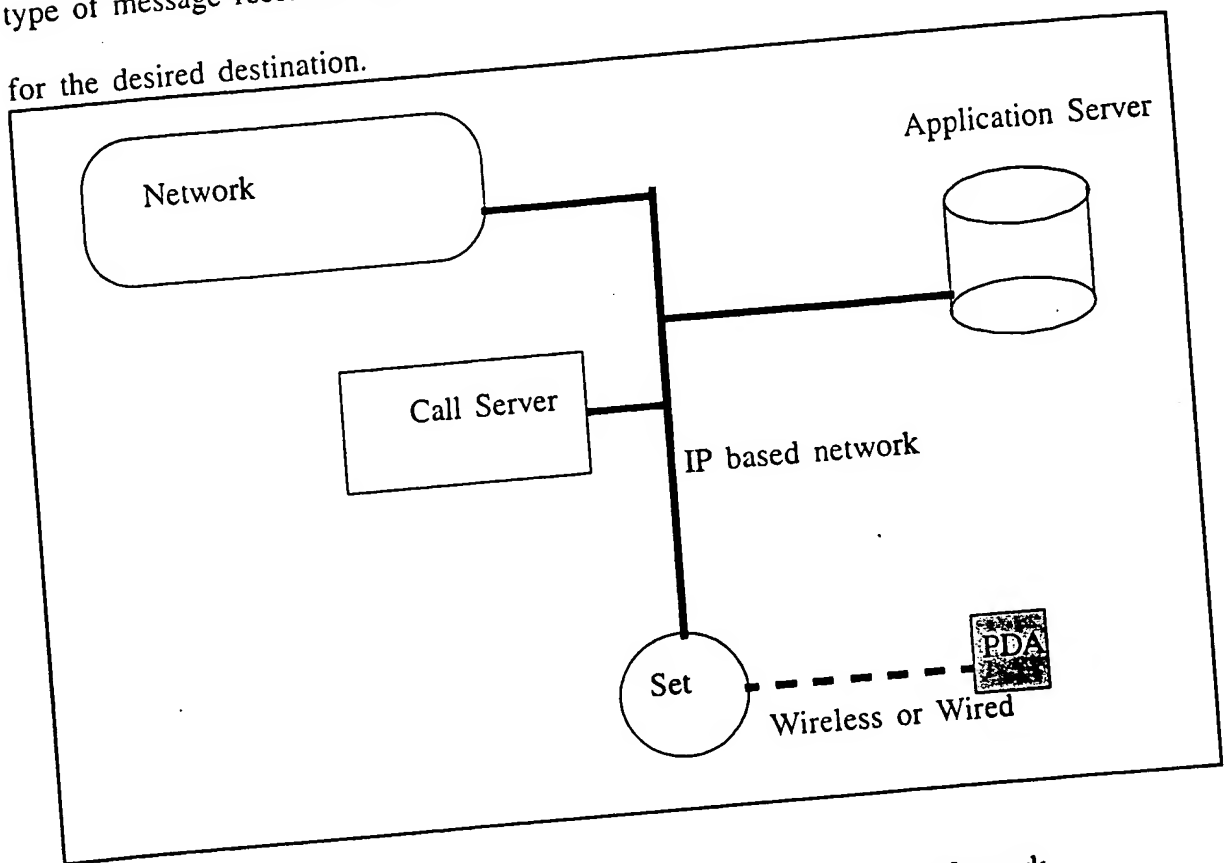 type of message
for the desired destination.
Application Server
Network
Call Server
IP based network
Set
PDA
Wireless or Wired